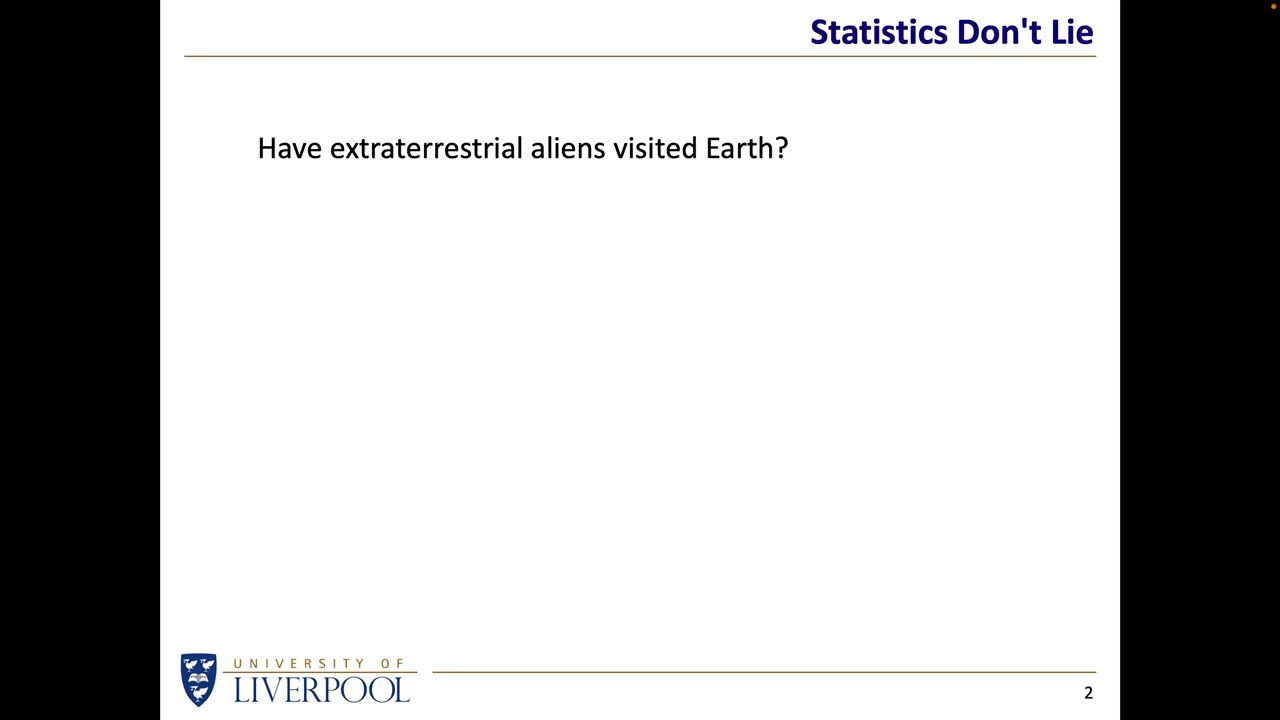 Statistics Don't Lie
Have extraterrestrial aliens visited Earth?
UNIVERSITY OF
LIVERPOOL
2